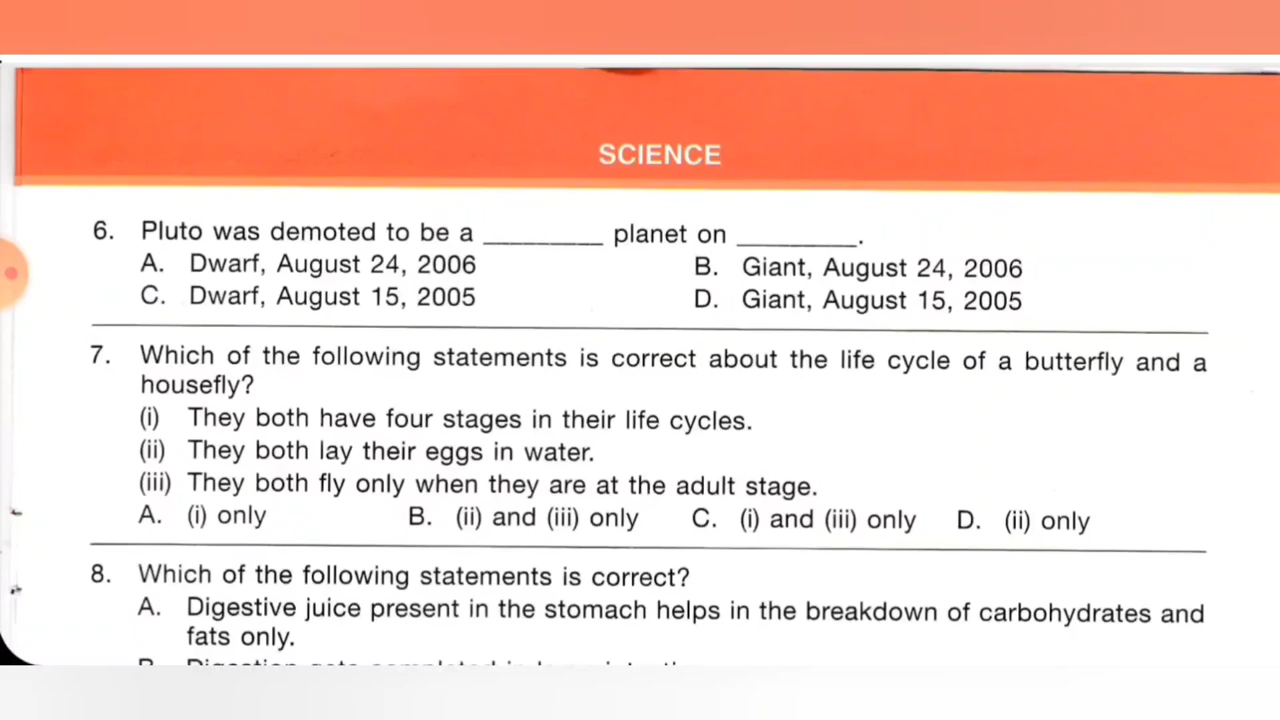 SCIENCE
6. Pluto was demoted to be a ________ planet on ________.
A. Dwarf, August 24, 2006 B. Giant, August 24, 2006
C. Dwarf, August 15, 2005 D. Giant, August 15, 2005
7. Which of the following statements is correct about the life cycle of a butterfly and a
housefly?
(i) They both have four stages in their life cycles.
(ii) They both lay their eggs in water.
(iii) They both fly only when they are at the adult stage.
A. (i) only B. (ii) and (iii) only C. (i) and (iii) only D. (ii) only
8. Which of the following statements is correct?
A. Digestive juice present in the stomach helps in the breakdown of carbohydrates and
fats only.